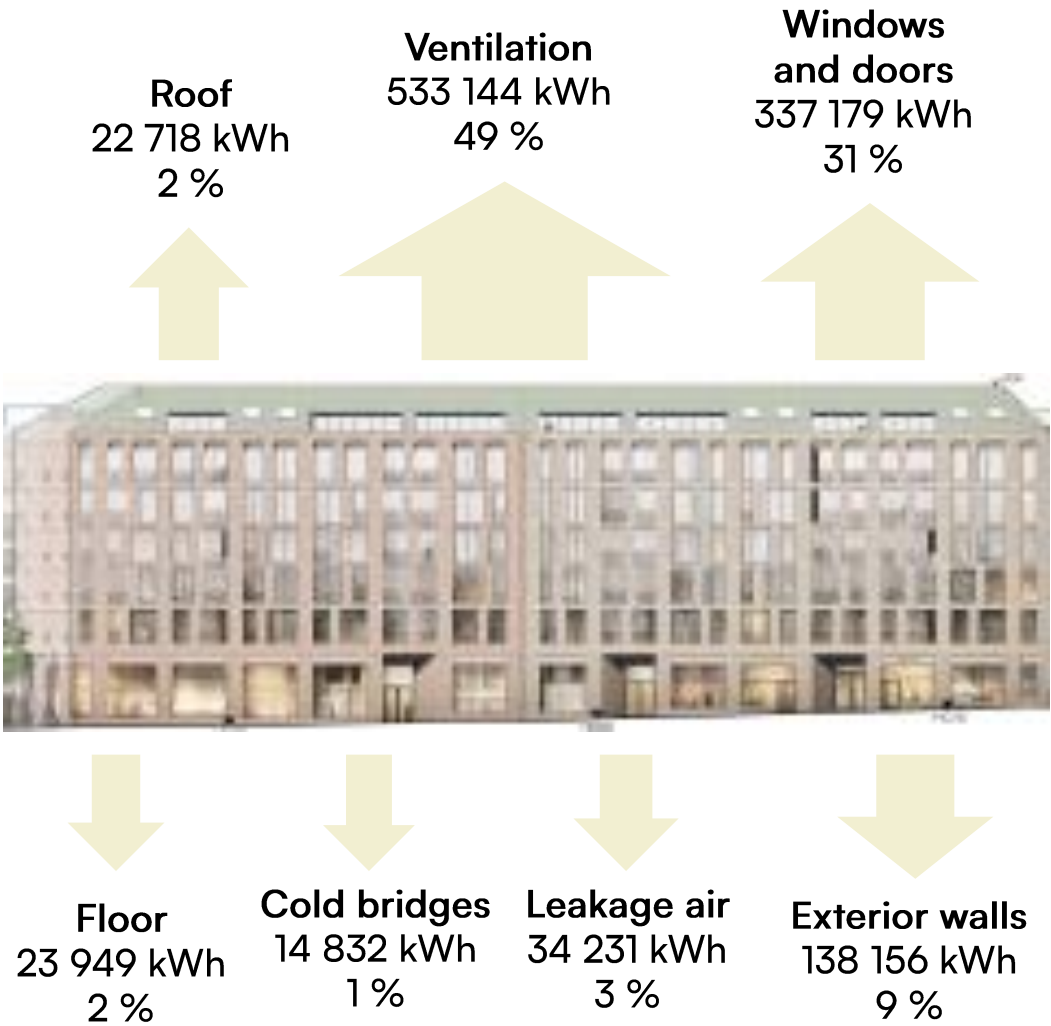 Roof
22 718 kWh
2 %
Ventilation
533 144 kWh
49 %
Windows
and doors
337 179 kWh
31 %
Floor
23 949 kWh
2 %
Cold bridges
14 832 kWh
1 %
Leakage air
34 231 kWh
3 %
Exterior walls
138 156 kWh
9 %